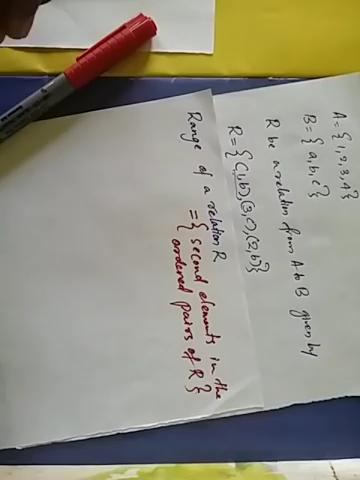 A = {1,2,3,A}
B = {a,b,c}
R be a relation from A to B given by
R = {(1,b),(3,c),(2,b)}
Range of a relation R
= {second elements in the
ordered pairs of R}